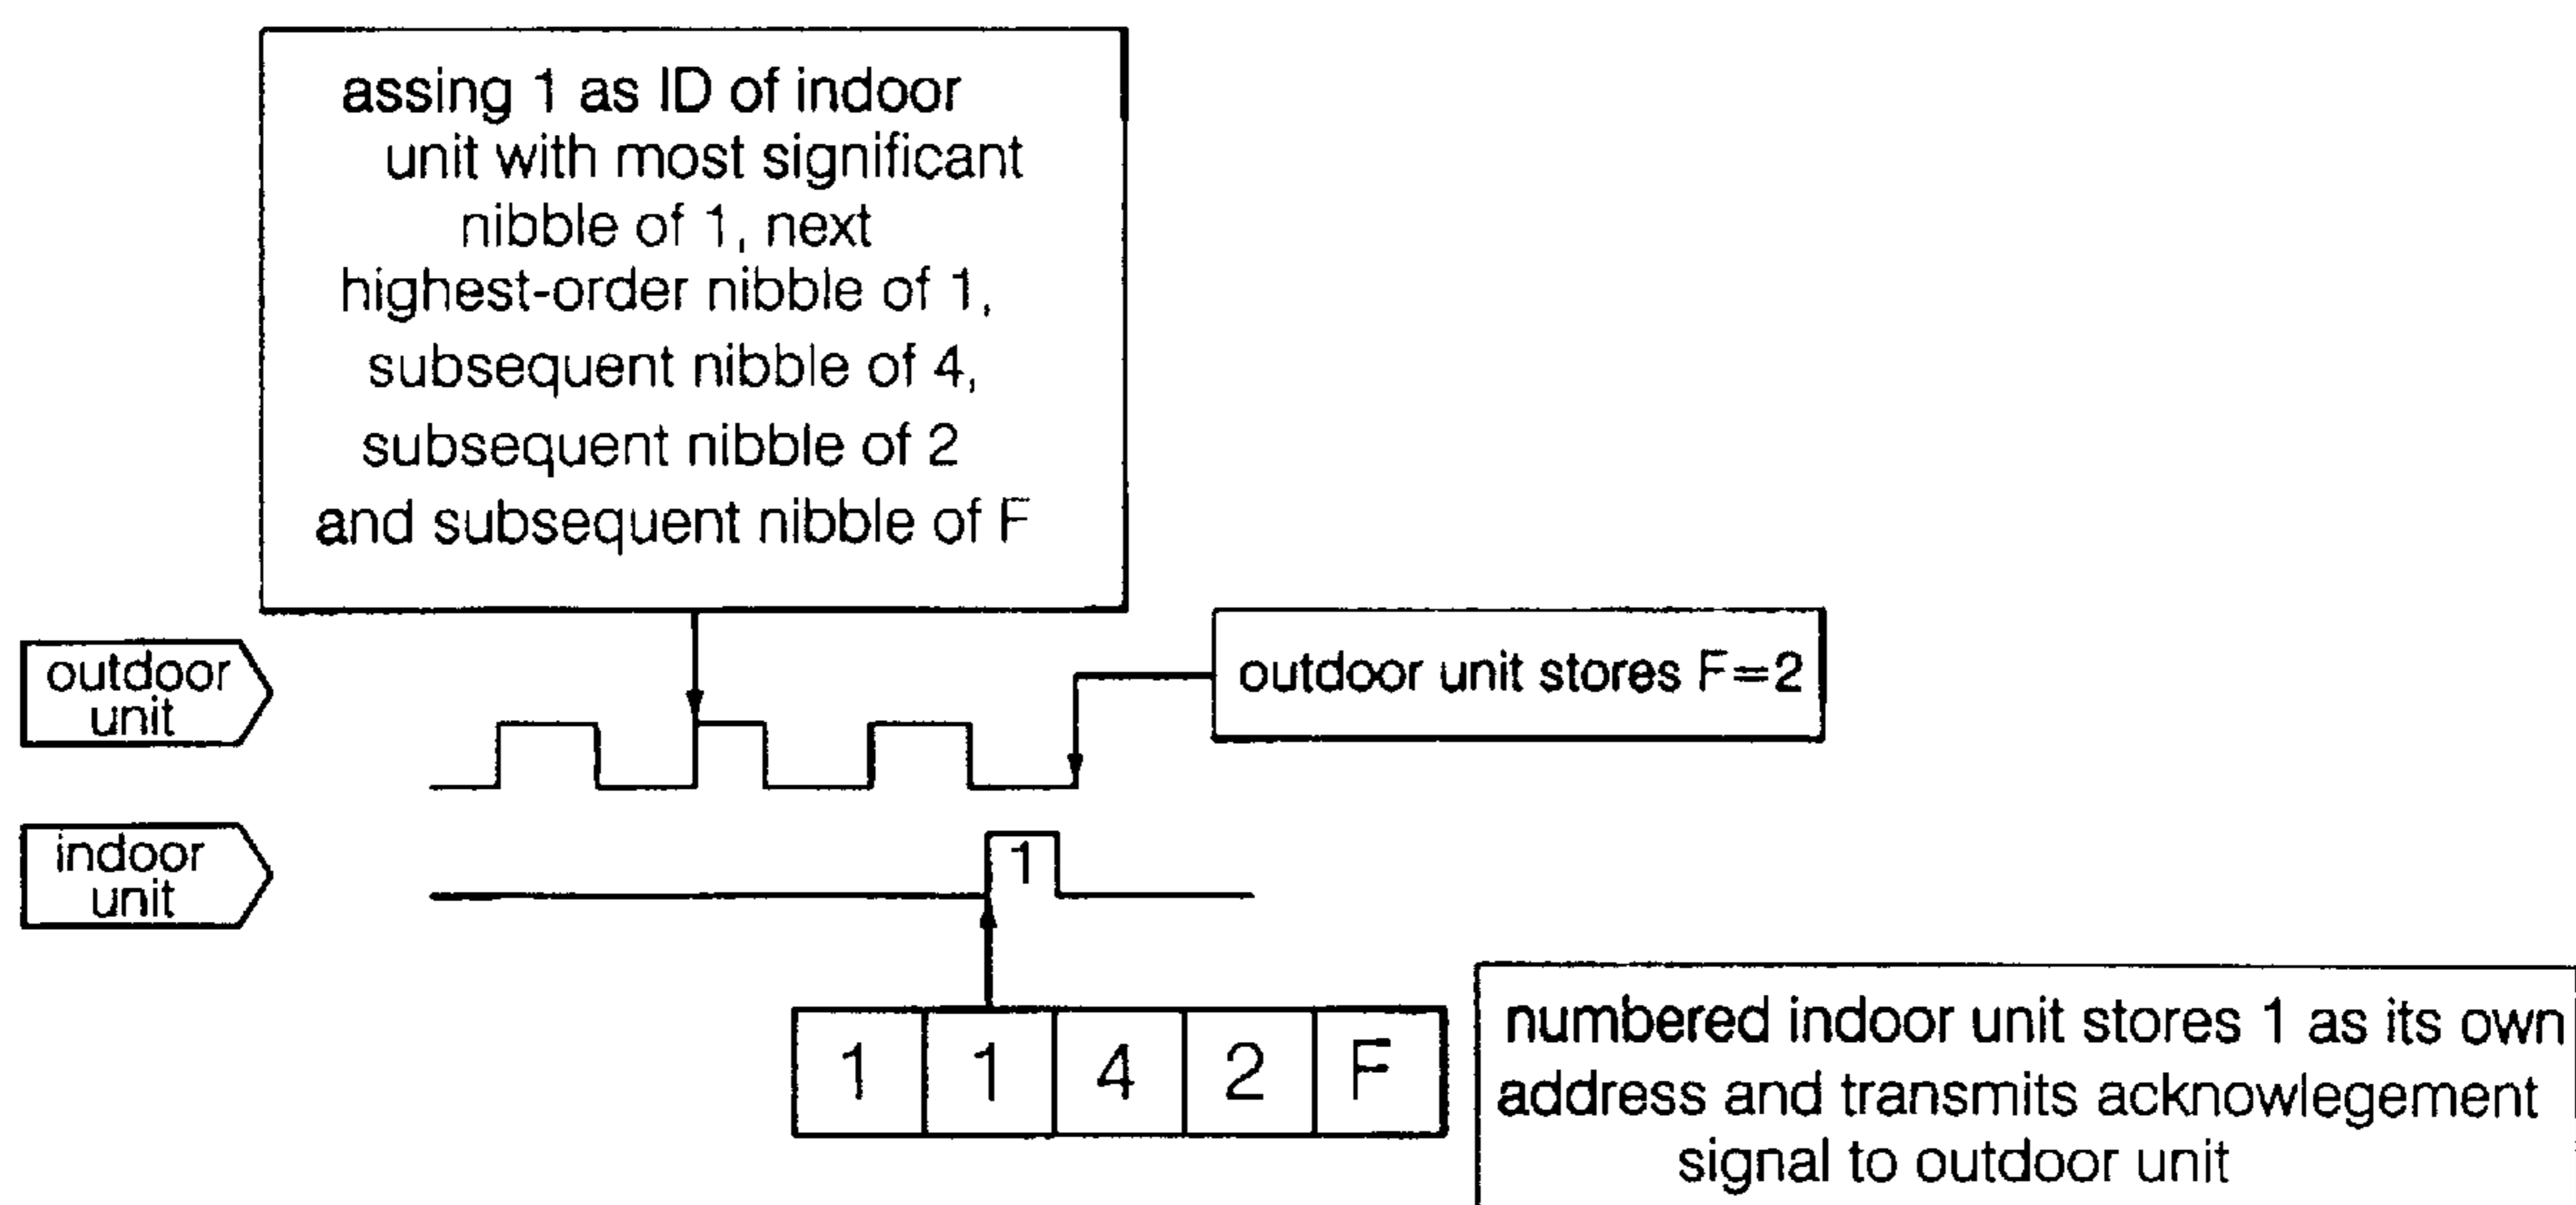 assing 1 as ID of indoor
unit with most significant
nibble of 1, next
highest-order nibble of 1,
subsequent nibble of 4,
subsequent nibble of 2
and subsequent nibble of F
outdoor
unit
outdoor unit stores F=2
indoor
unit
1
1 1 4 2 F
numbered indoor unit stores 1 as its own
address and transmits acknowlegement
signal to outdoor unit